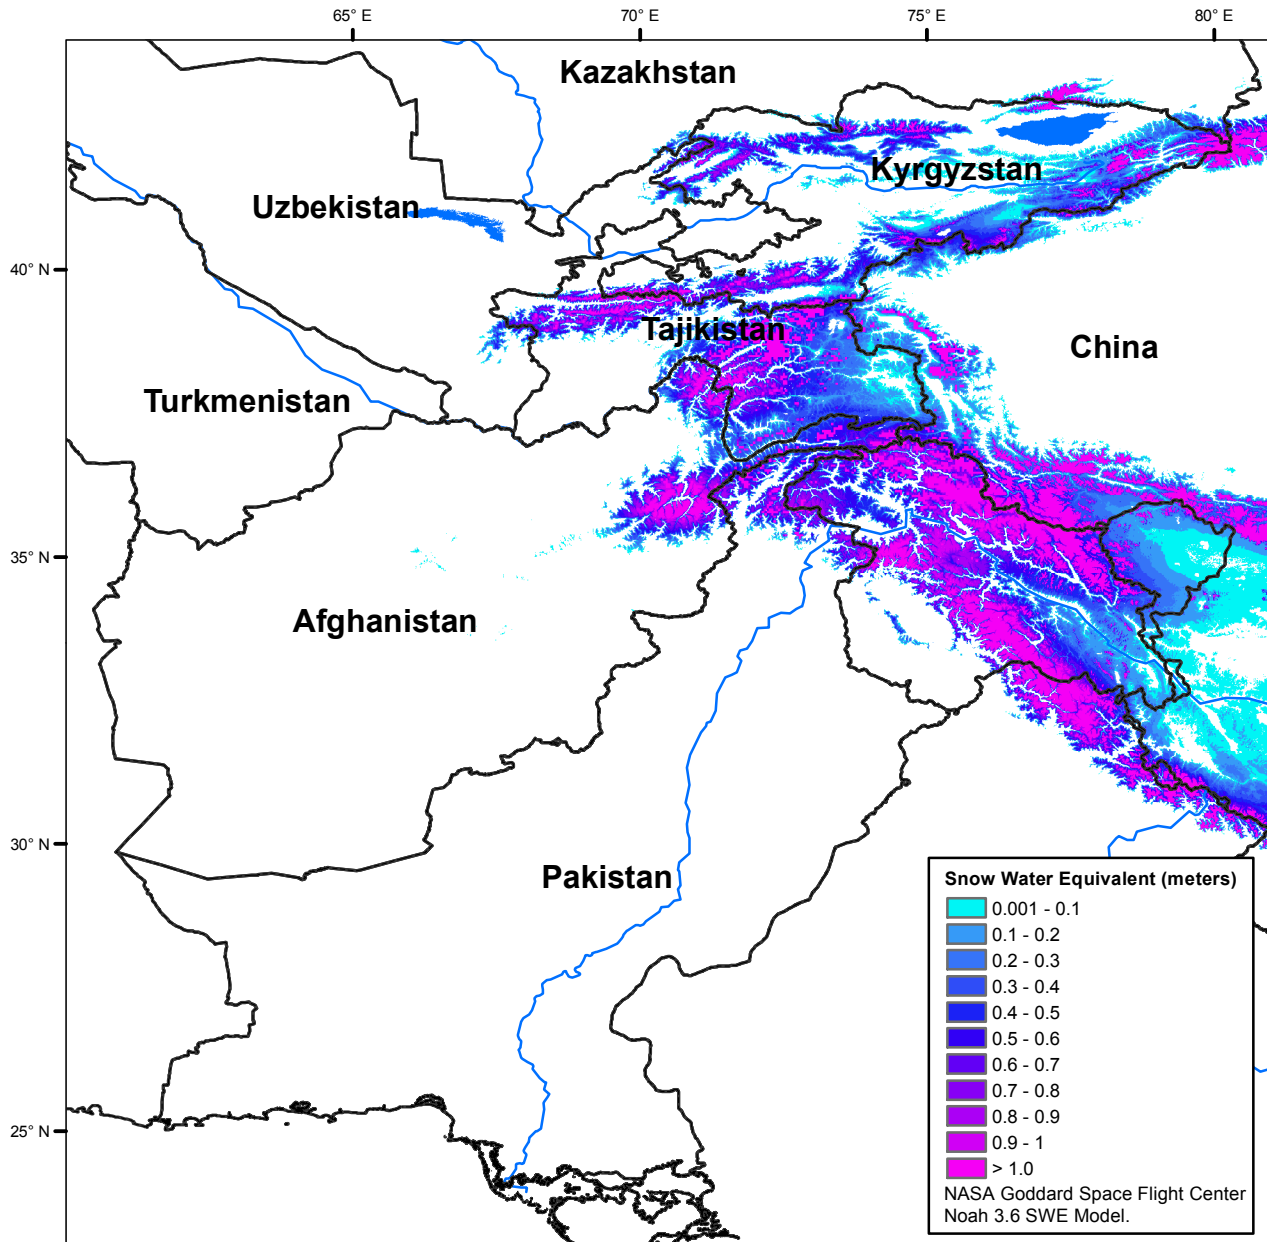 65° E 70° E 75° E 80° E
Kazakhstan
Kyrgyzstan
Uzbekistan
40° N
Tajikistan
China
Turkmenistan
35° N
Afghanistan
30° N
Pakistan
Snow Water Equivalent (meters)
0.001 - 0.1
0.1 - 0.2
0.2 - 0.3
0.3 - 0.4
0.4 - 0.5
0.5 - 0.6
0.6 - 0.7
0.7 - 0.8
0.8 - 0.9
0.9 - 1
> 1.0
25° N
NASA Goddard Space Flight Center
Noah 3.6 SWE Model.